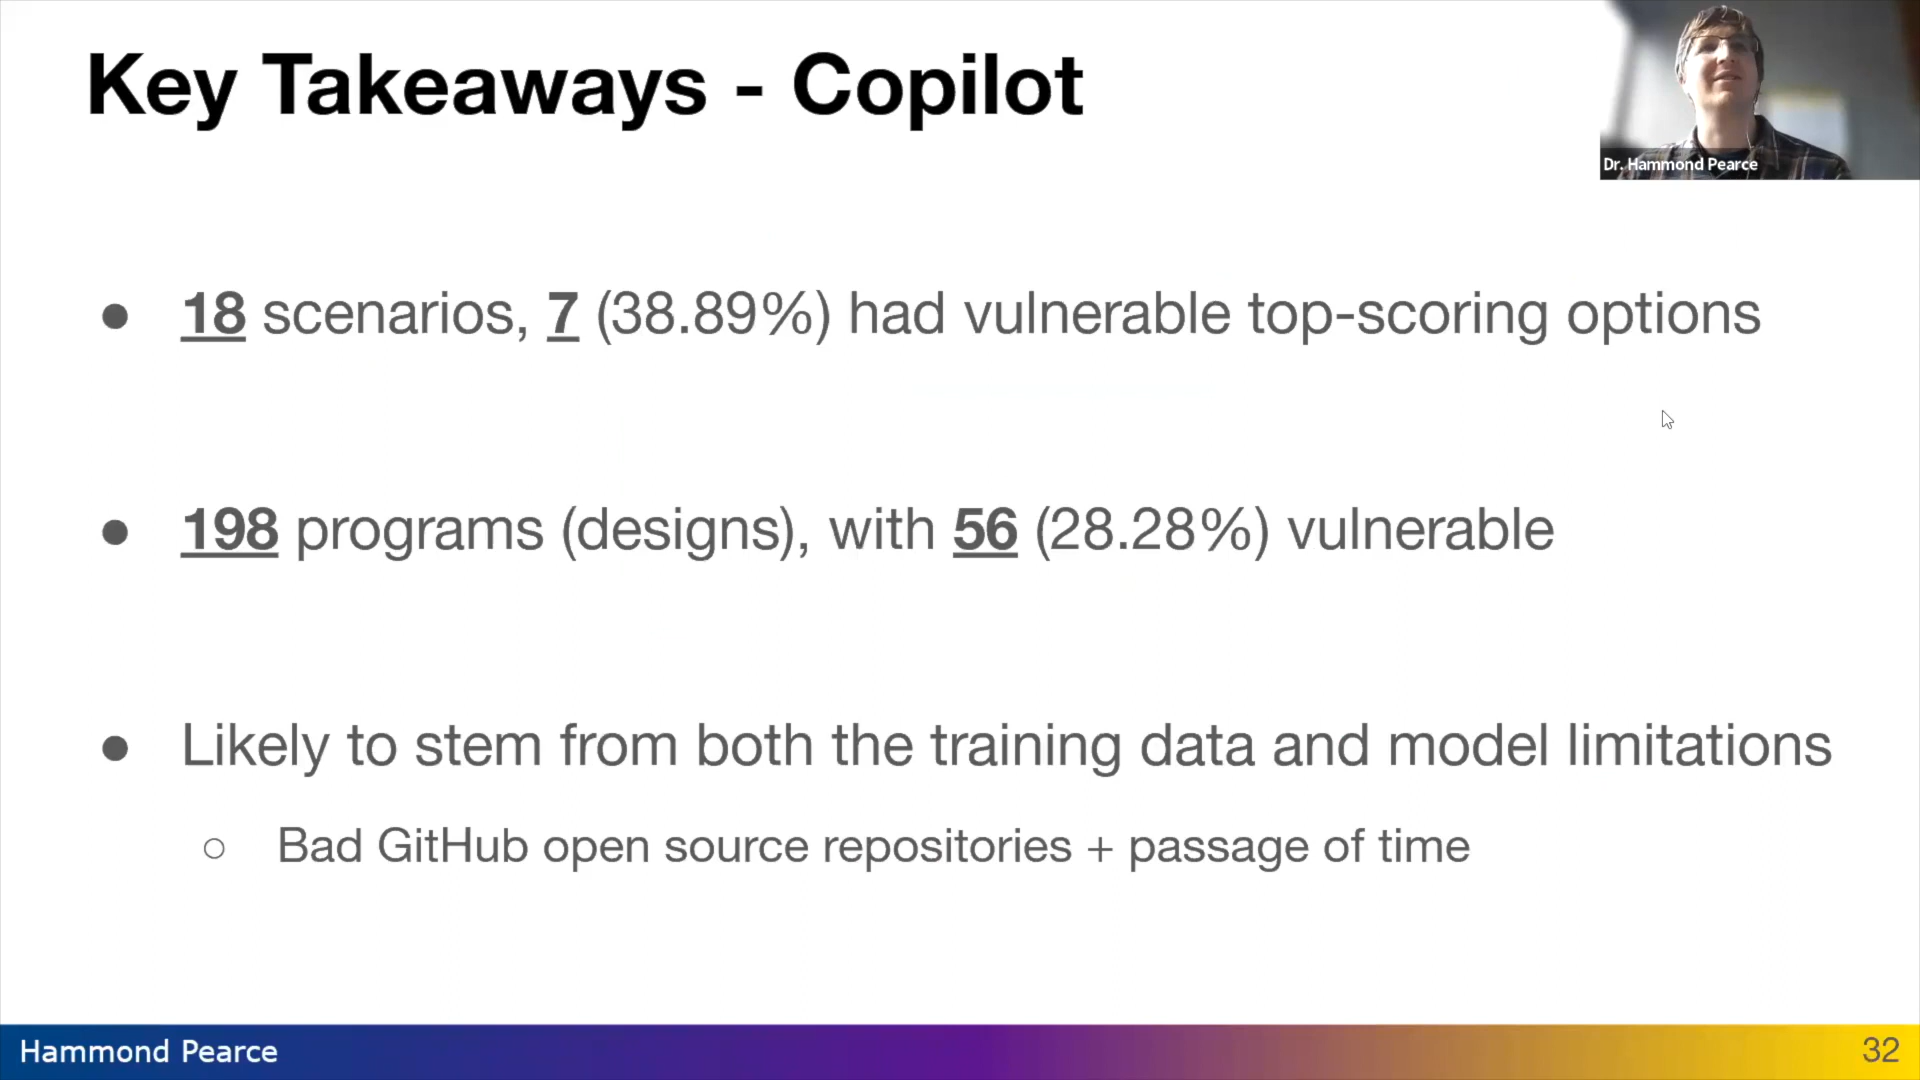 Key Takeaways - Copilot
Dr. Hammond Pearce
● 18 scenarios, 7 (38.89%) had vulnerable top-scoring options
● 198 programs (designs), with 56 (28.28%) vulnerable
● Likely to stem from both the training data and model limitations
○ Bad GitHub open source repositories + passage of time
Hammond Pearce
32